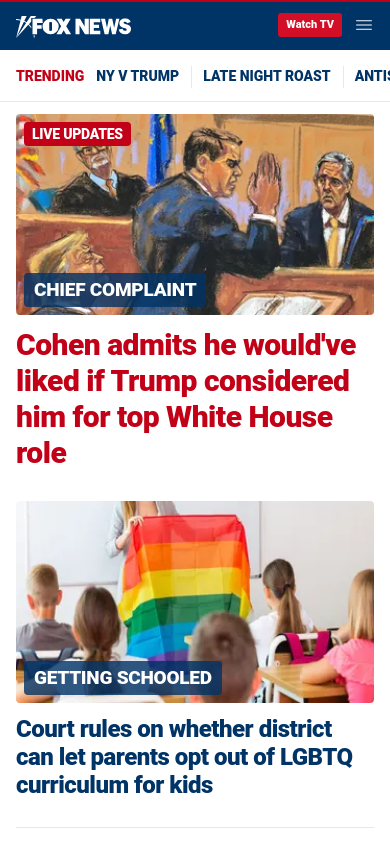 FOX NEWS
Watch TV
TRENDING NY V TRUMP LATE NIGHT ROAST ANTIS
LIVE UPDATES
CHIEF COMPLAINT
Cohen admits he would've
liked if Trump considered
him for top White House
role
GETTING SCHOOLED
Court rules on whether district
can let parents opt out of LGBTQ
curriculum for kids